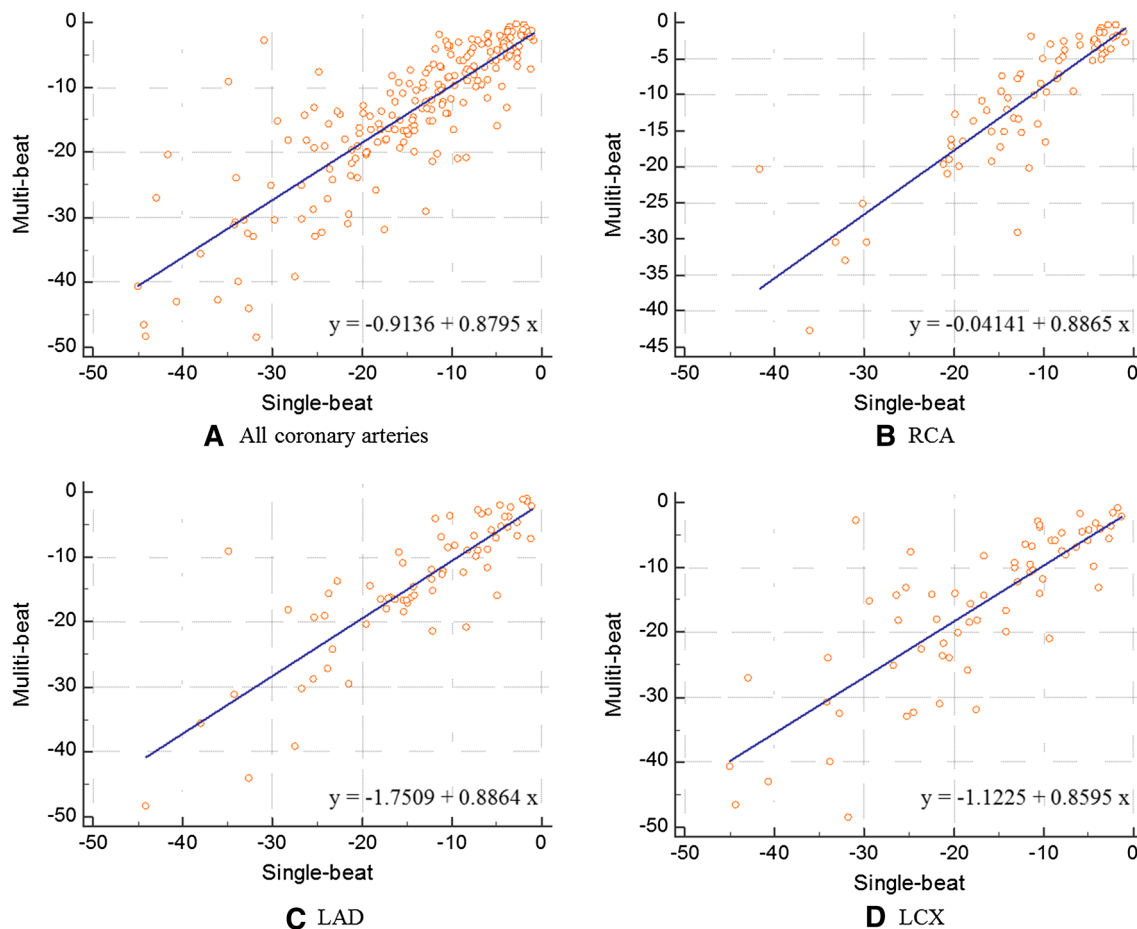 0
-10
-20
-30
-40
-50
Multi-beat
-50 -40 -30 -20 -10 0
Single-beat
y = -0.9136 + 0.8795 x
A All coronary arteries
0
-5
-10
-15
-20
-25
-30
-35
-40
-45
Muliti-beat
-50 -40 -30 -20 -10 0
Single-beat
y = -0.04141 + 0.8865 x
B RCA
0
-10
-20
-30
-40
-50
Muliti-beat
-50 -40 -30 -20 -10 0
Single-beat
y = -1.7509 + 0.8864 x
C LAD
0
-10
-20
-30
-40
-50
Muliti-beat
-50 -40 -30 -20 -10 0
Single-beat
y = -1.1225 + 0.8595 x
D LCX